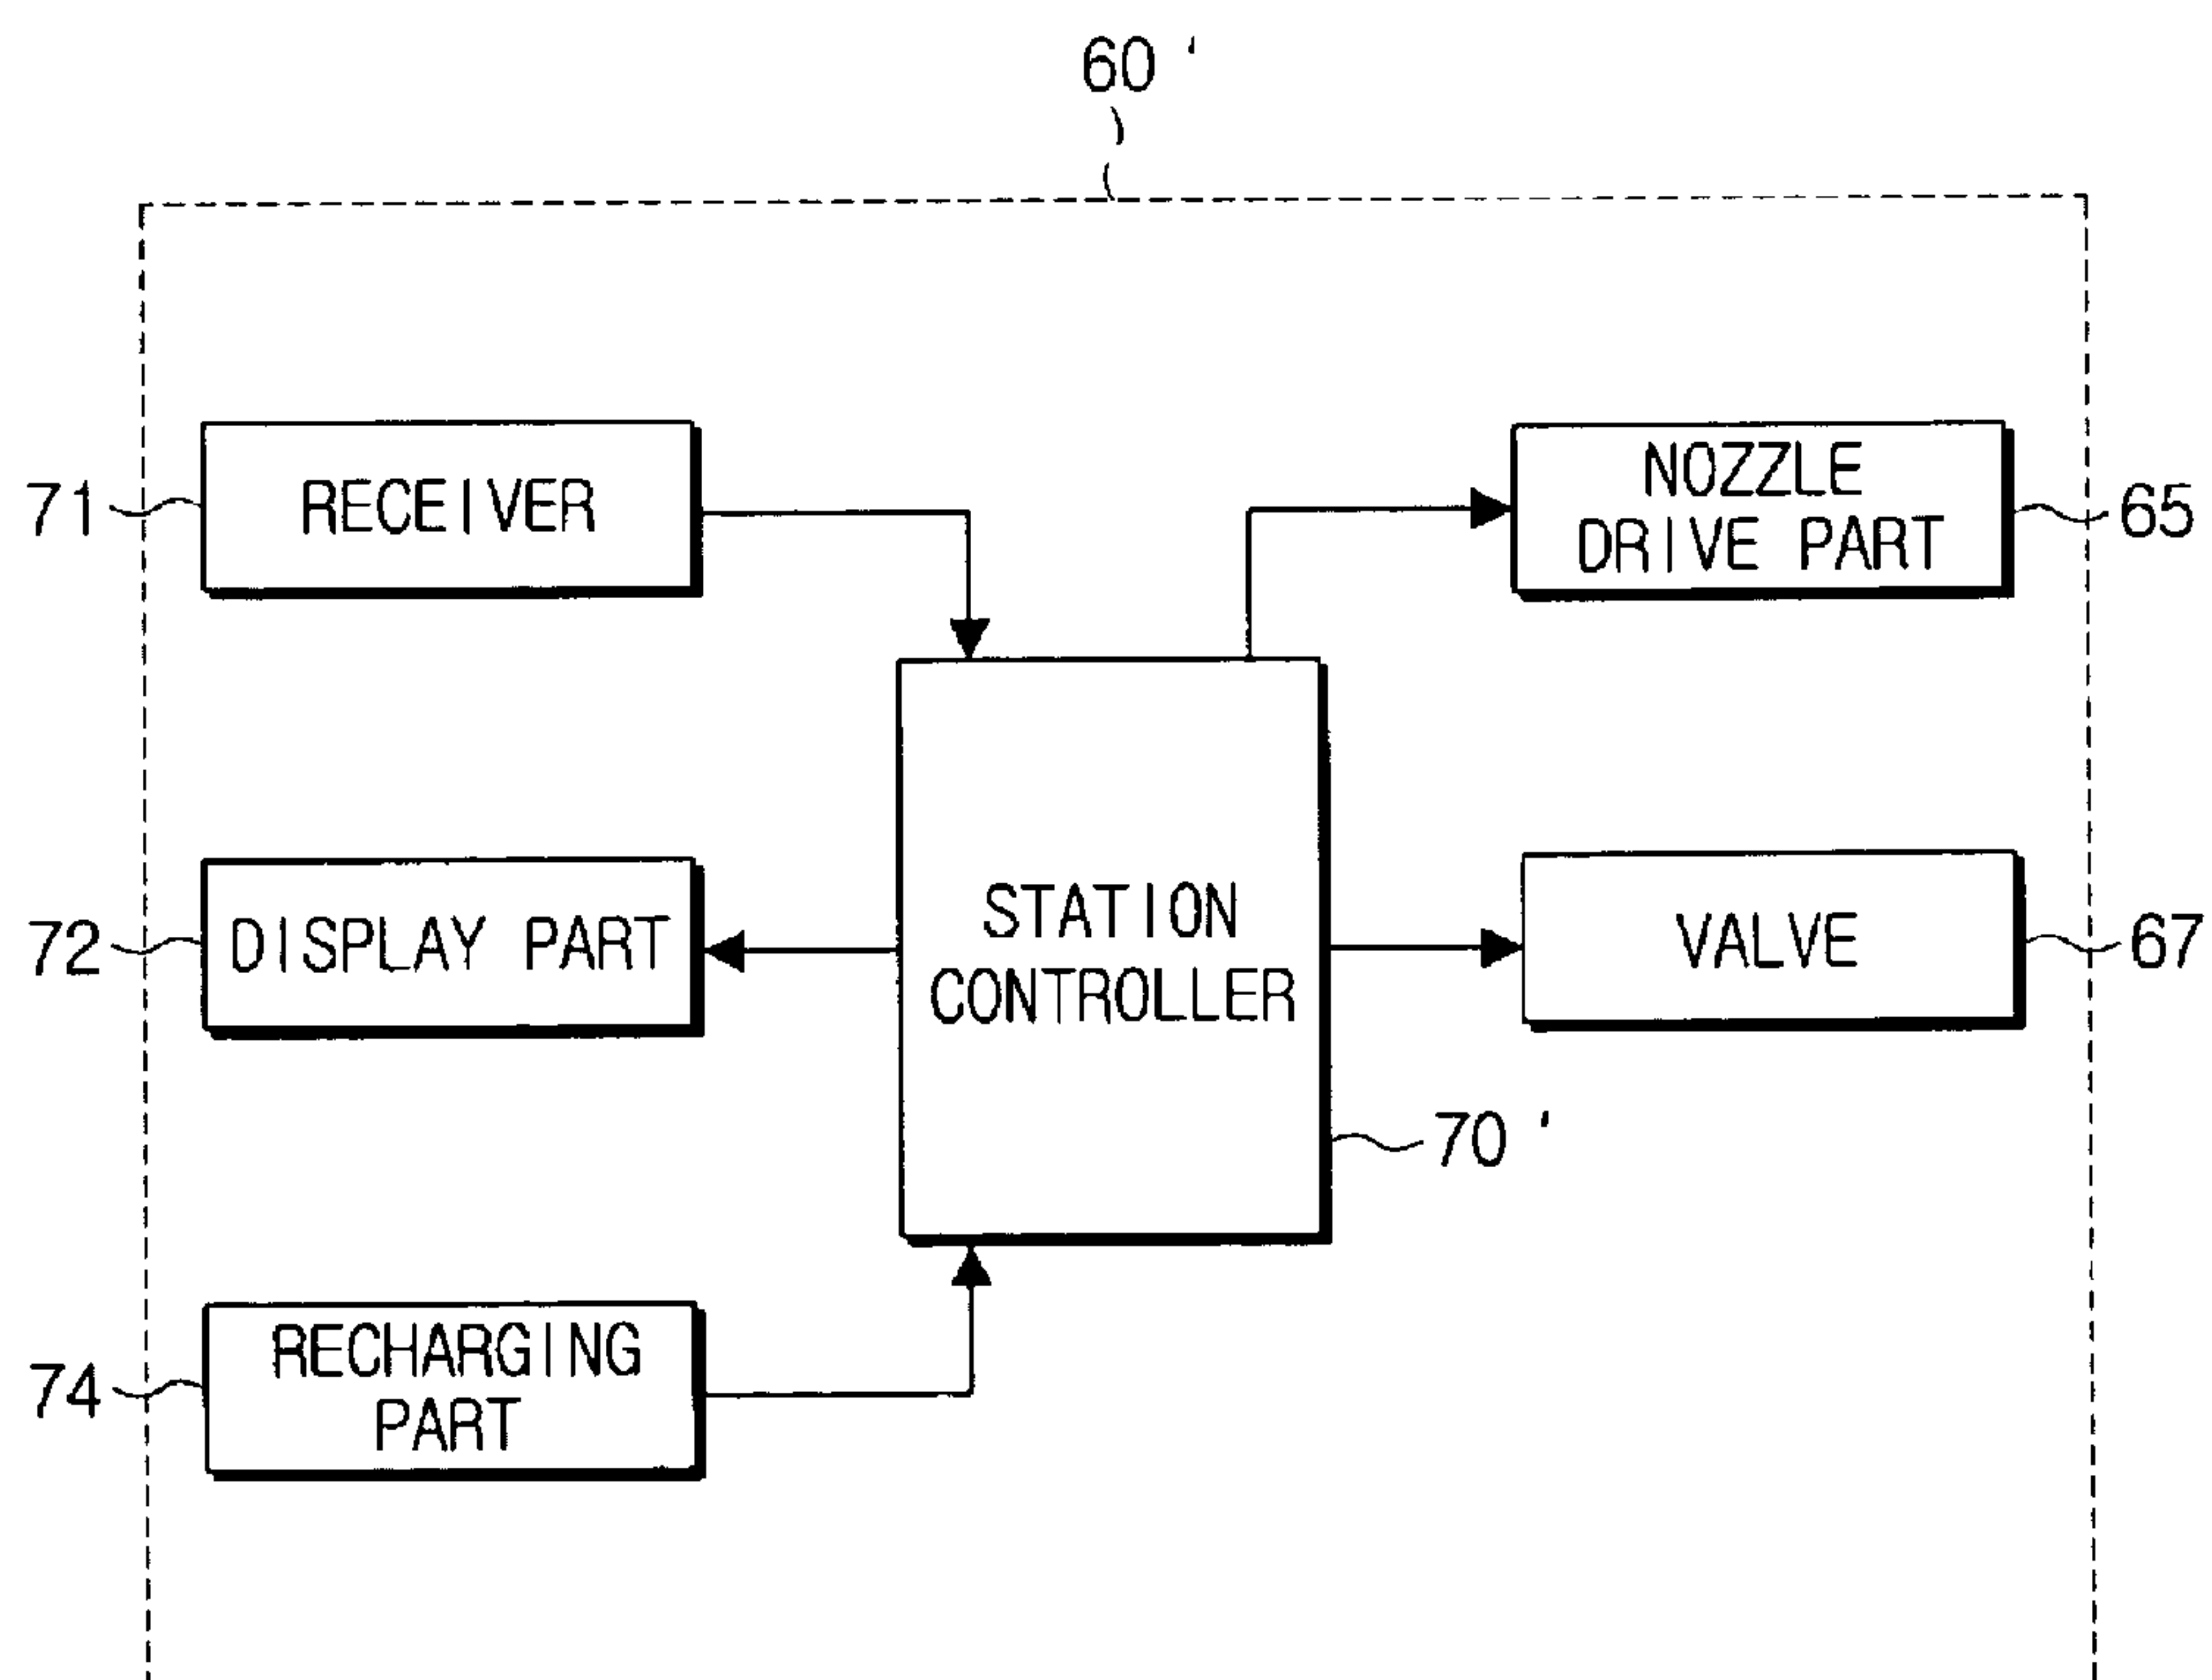 60'
71
RECEIVER
NOZZLE
DRIVE PART
65
72
DISPLAY PART
STATION
CONTROLLER
VALVE
67
70'
74
RECHARGING
PART